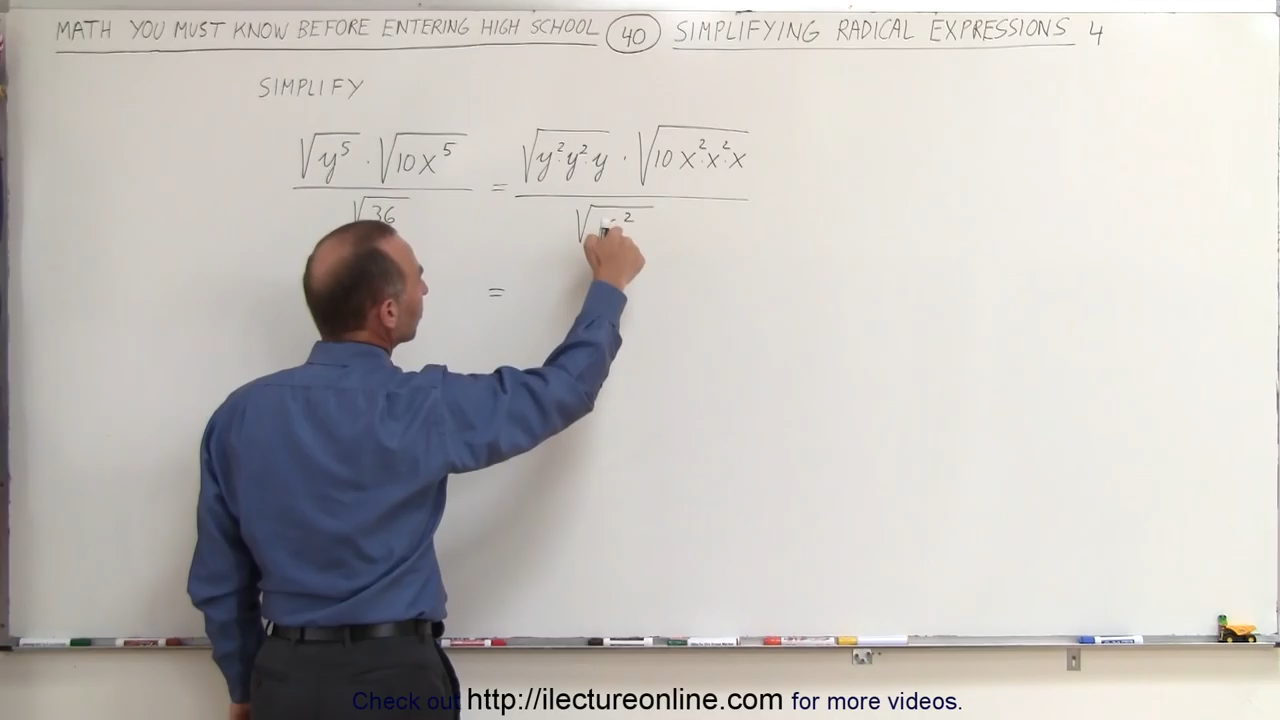 MATH YOU MUST KNOW BEFORE ENTERING HIGH SCHOOL 40 SIMPLIFYING RADICAL EXPRESSIONS 4
SIMPLIFY
√y⁵ · √10x⁵ = √y²·y²·y · √10x²·x²·x
√36 √ ²
=
Check out http://ilectureonline.com for more videos.